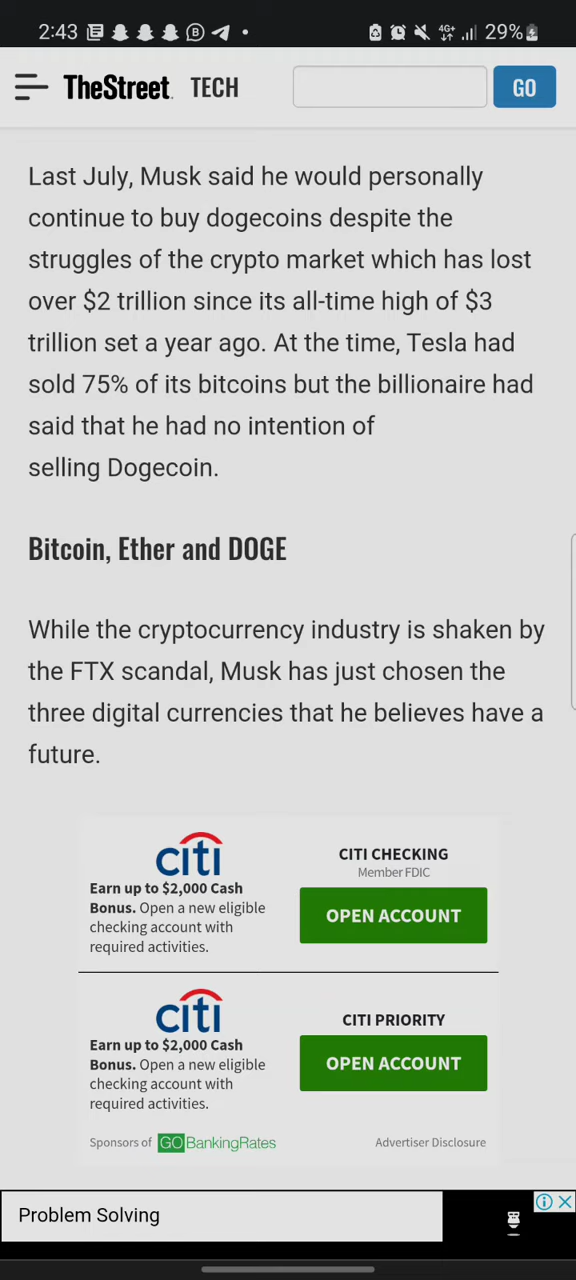 2:43
4G+
29%
TheStreet TECH
GO
Last July, Musk said he would personally
continue to buy dogecoins despite the
struggles of the crypto market which has lost
over $2 trillion since its all-time high of $3
trillion set a year ago. At the time, Tesla had
sold 75% of its bitcoins but the billionaire had
said that he had no intention of
selling Dogecoin.
Bitcoin, Ether and DOGE
While the cryptocurrency industry is shaken by
the FTX scandal, Musk has just chosen the
three digital currencies that he believes have a
future.
citi
Earn up to $2,000 Cash
Bonus. Open a new eligible
checking account with
required activities.
CITI CHECKING
Member FDIC
OPEN ACCOUNT
citi
Earn up to $2,000 Cash
Bonus. Open a new eligible
checking account with
required activities.
CITI PRIORITY
OPEN ACCOUNT
Sponsors of GOBankingRates
Advertiser Disclosure
Problem Solving